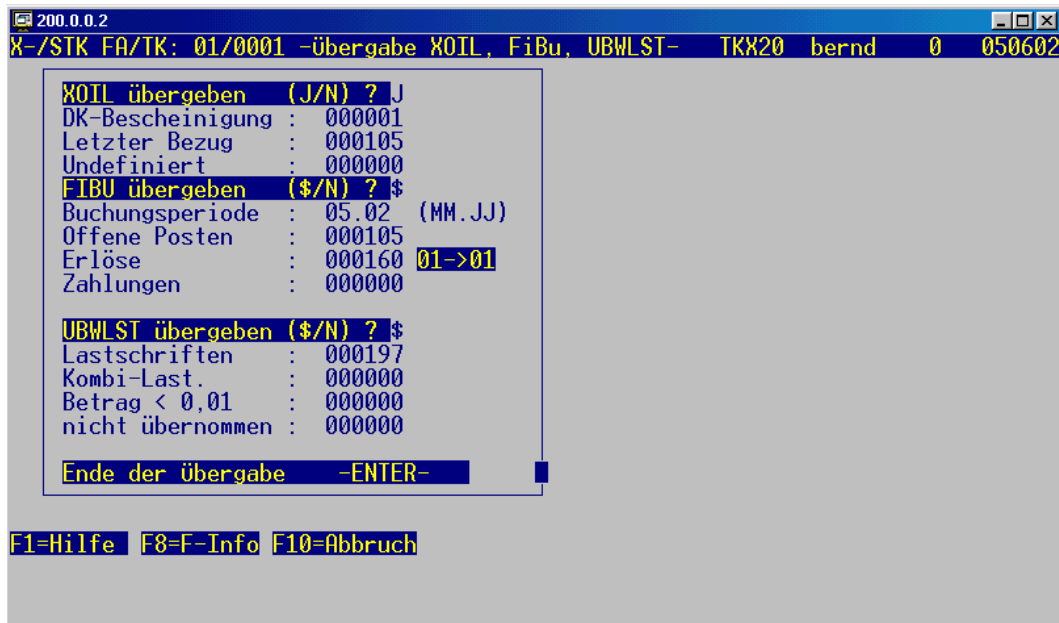 200.0.0.2
X-/STK FA/TK: 01/0001 -Übergabe XOIL, FiBu, UBWLST- TKX20 bernd 0 050602
XOIL übergeben (J/N) ? J
DK-Bescheinigung : 000001
Letzter Bezug : 000105
Undefiniert : 000000
FIBU übergeben ($/N) ? $
Buchungsperiode : 05.02 (MM.JJ)
Offene Posten : 000105
Erlöse : 000160 01->01
Zahlungen : 000000
UBWLST übergeben ($/N) ? $
Lastschriften : 000197
Kombi-Last. : 000000
Betrag < 0,01 : 000000
nicht übernommen : 000000
Ende der Übergabe -ENTER-
F1=Hilfe F8=F-Info F10=Abbruch